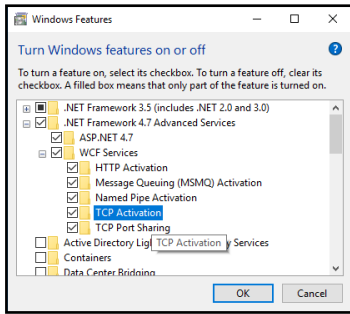 Windows Features
Turn Windows features on or off
To turn a feature on, select its checkbox. To turn a feature off, clear its
checkbox. A filled box means that only part of the feature is turned on.
.NET Framework 3.5 (includes .NET 2.0 and 3.0)
.NET Framework 4.7 Advanced Services
ASP.NET 4.7
WCF Services
HTTP Activation
Message Queuing (MSMQ) Activation
Named Pipe Activation
TCP Activation
TCP Port Sharing
Active Directory Lig TCP Activation y Services
Containers
Data Center Bridging
OK Cancel